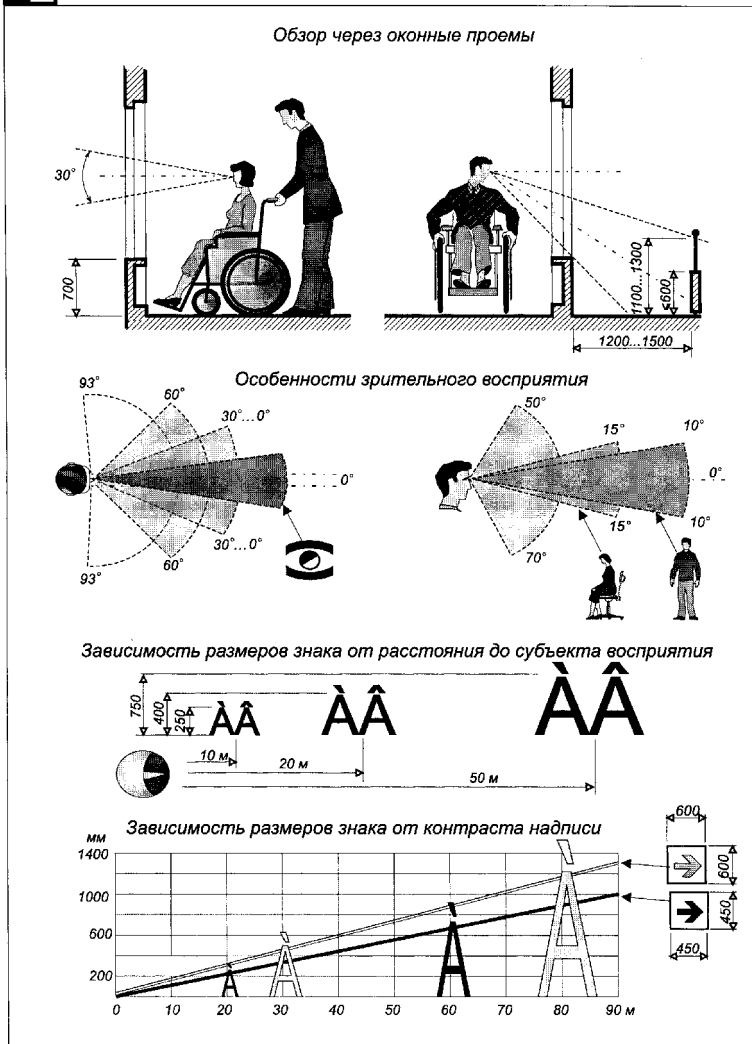 Обзор через оконные проемы
30°
700
1100...1300
≤600
1200...1500
Особенности зрительного восприятия
93°
60°
30°...0°
0°
30°...0°
60°
93°
50°
15°
10°
0°
15°
10°
70°
Зависимость размеров знака от расстояния до субъекта восприятия
750
400
250
ÀÂ
ÀÂ
ÀÂ
10 м
20 м
50 м
Зависимость размеров знака от контраста надписи
мм
1400
1000
600
200
0 10 20 30 40 50 60 70 80 90 м
À
À
À
À
600
600
450
450